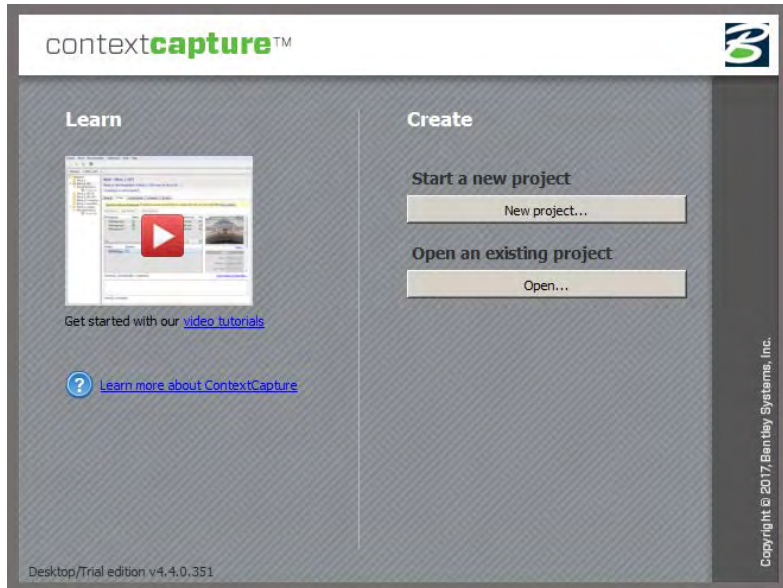 contextcapture™
Learn
Get started with our video tutorials
? Learn more about ContextCapture
Create
Start a new project
New project...
Open an existing project
Open...
Copyright © 2017, Bentley Systems, Inc.
Desktop/Trial edition v4.4.0.351